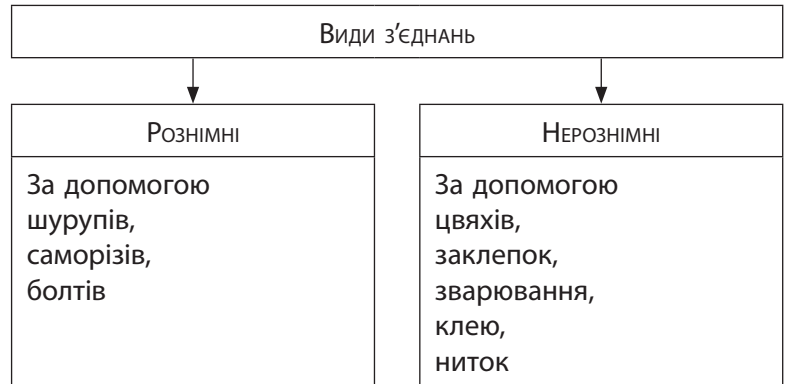 Види з'єднань
Рознімні
За допомогою
шурупів,
саморізів,
болтів
Нерознімні
За допомогою
цвяхів,
заклепок,
зварювання,
клею,
ниток